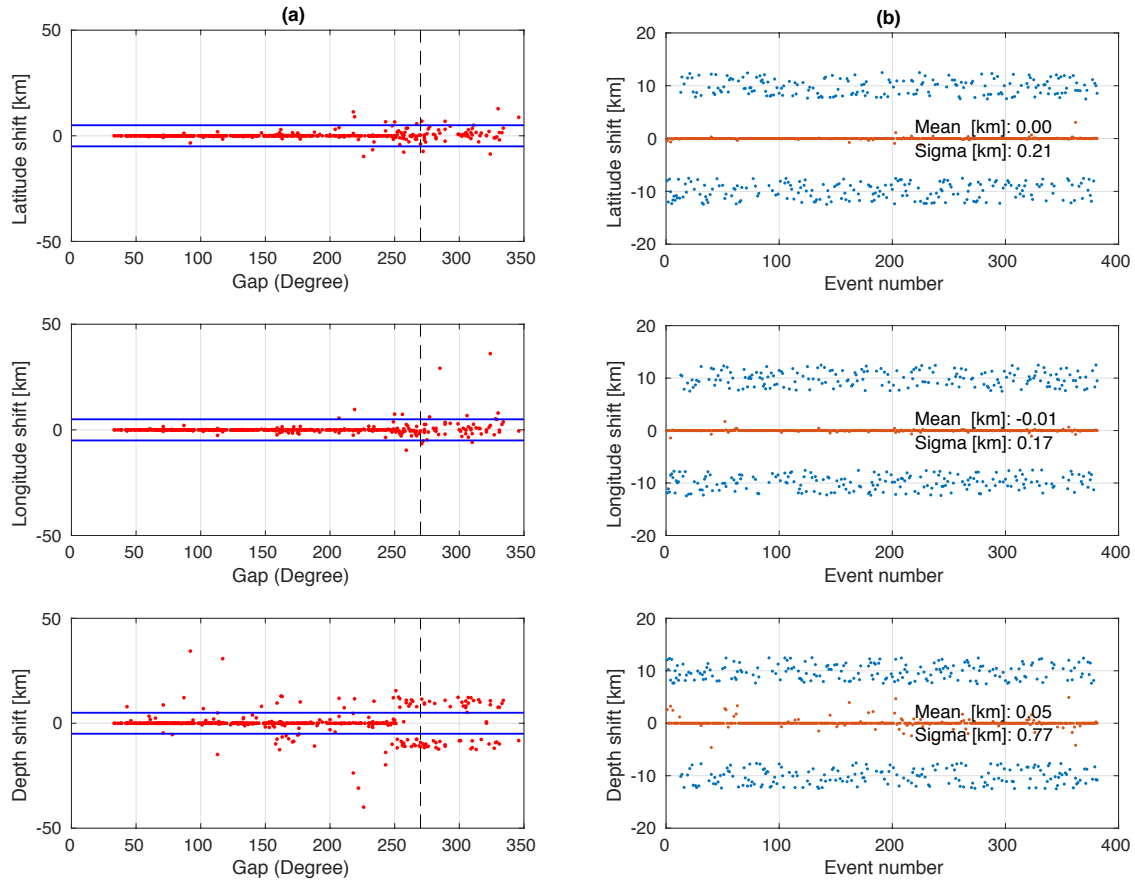 (a)
(b)
50
0
-50
Latitude shift [km]
0 50 100 150 200 250 300 350
Gap (Degree)
20
10
0
-10
-20
Latitude shift [km]
Mean [km]: 0.00
Sigma [km]: 0.21
0 100 200 300 400
Event number
50
0
-50
Longitude shift [km]
0 50 100 150 200 250 300 350
Gap (Degree)
20
10
0
-10
-20
Longitude shift [km]
Mean [km]: -0.01
Sigma [km]: 0.17
0 100 200 300 400
Event number
50
0
-50
Depth shift [km]
0 50 100 150 200 250 300 350
Gap (Degree)
20
10
0
-10
-20
Depth shift [km]
Mean [km]: 0.05
Sigma [km]: 0.77
0 100 200 300 400
Event number